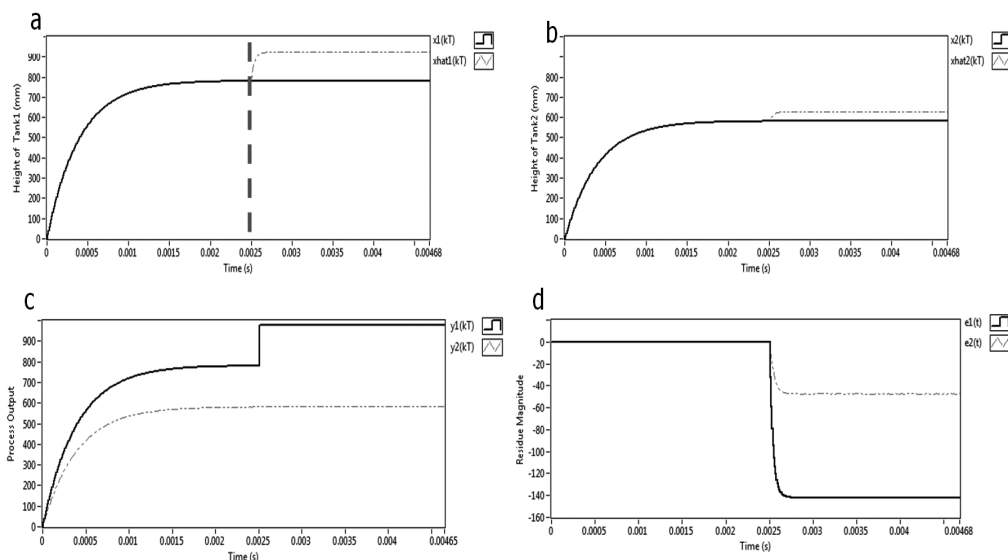 a
x1(kT)
xhat1(kT)
Height of Tank1 (mm)
900
800
700
600
500
400
300
200
100
0
0 0.0005 0.001 0.0015 0.002 0.0025 0.003 0.0035 0.004 0.00468
Time (s)
b
x2(kT)
xhat2(kT)
Height of Tank2 (mm)
900
800
700
600
500
400
300
200
100
0
0 0.0005 0.001 0.0015 0.002 0.0025 0.003 0.0035 0.004 0.00468
Time (s)
c
y1(kT)
y2(kT)
Process Output
900
800
700
600
500
400
300
200
100
0
0 0.0005 0.001 0.0015 0.002 0.0025 0.003 0.0035 0.004 0.00465
Time (s)
d
e1(t)
e2(t)
Residue Magnitude
0
-20
-40
-60
-80
-100
-120
-140
-160
0 0.0005 0.001 0.0015 0.002 0.0025 0.003 0.0035 0.004 0.00468
Time (s)